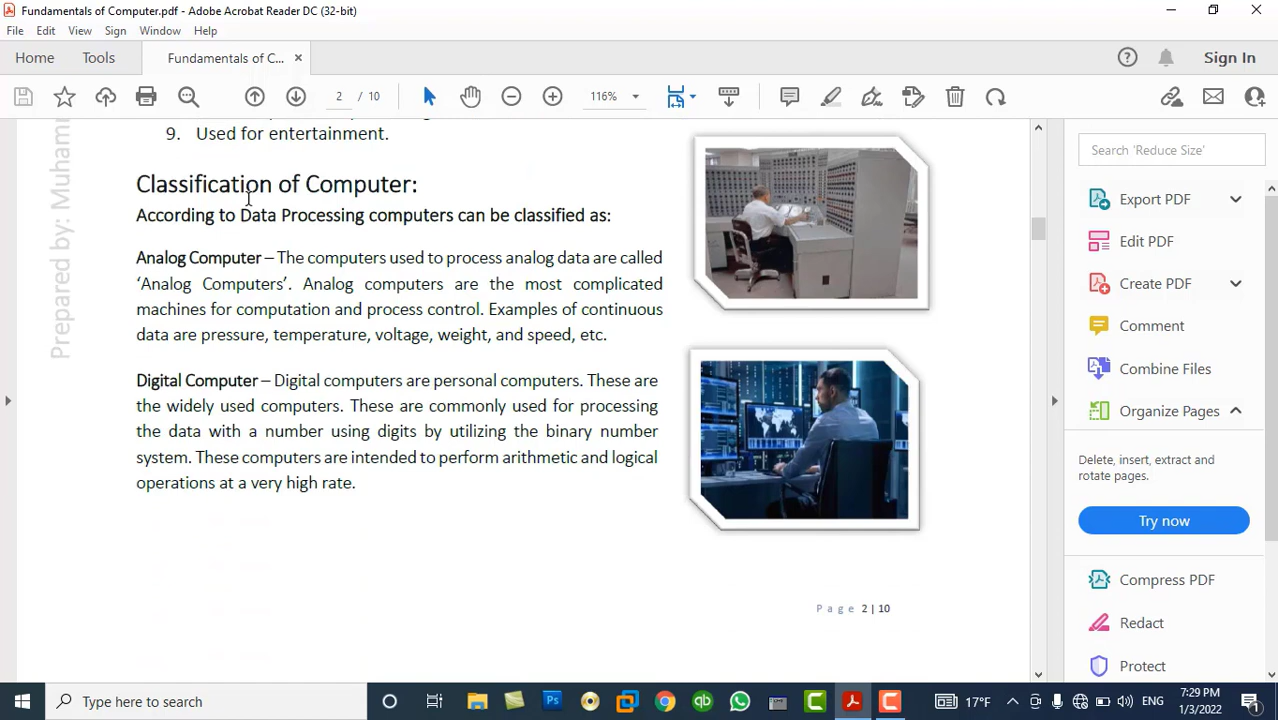 Fundamentals of Computer.pdf - Adobe Acrobat Reader DC (32-bit)
File Edit View Sign Window Help
Home Tools Fundamentals of C... × Sign In
2 / 10 116%
Prepared by: Muhamm
9. Used for entertainment.
Classification of Computer:
According to Data Processing computers can be classified as:
Analog Computer – The computers used to process analog data are called
‘Analog Computers’. Analog computers are the most complicated
machines for computation and process control. Examples of continuous
data are pressure, temperature, voltage, weight, and speed, etc.
Digital Computer – Digital computers are personal computers. These are
the widely used computers. These are commonly used for processing
the data with a number using digits by utilizing the binary number
system. These computers are intended to perform arithmetic and logical
operations at a very high rate.
Page 2 | 10
Search 'Reduce Size'
Export PDF
Edit PDF
Create PDF
Comment
Combine Files
Organize Pages
Delete, insert, extract and
rotate pages.
Try now
Compress PDF
Redact
Protect
Type here to search
Ps
qb
17°F
ENG
7:29 PM
1/3/2022
1